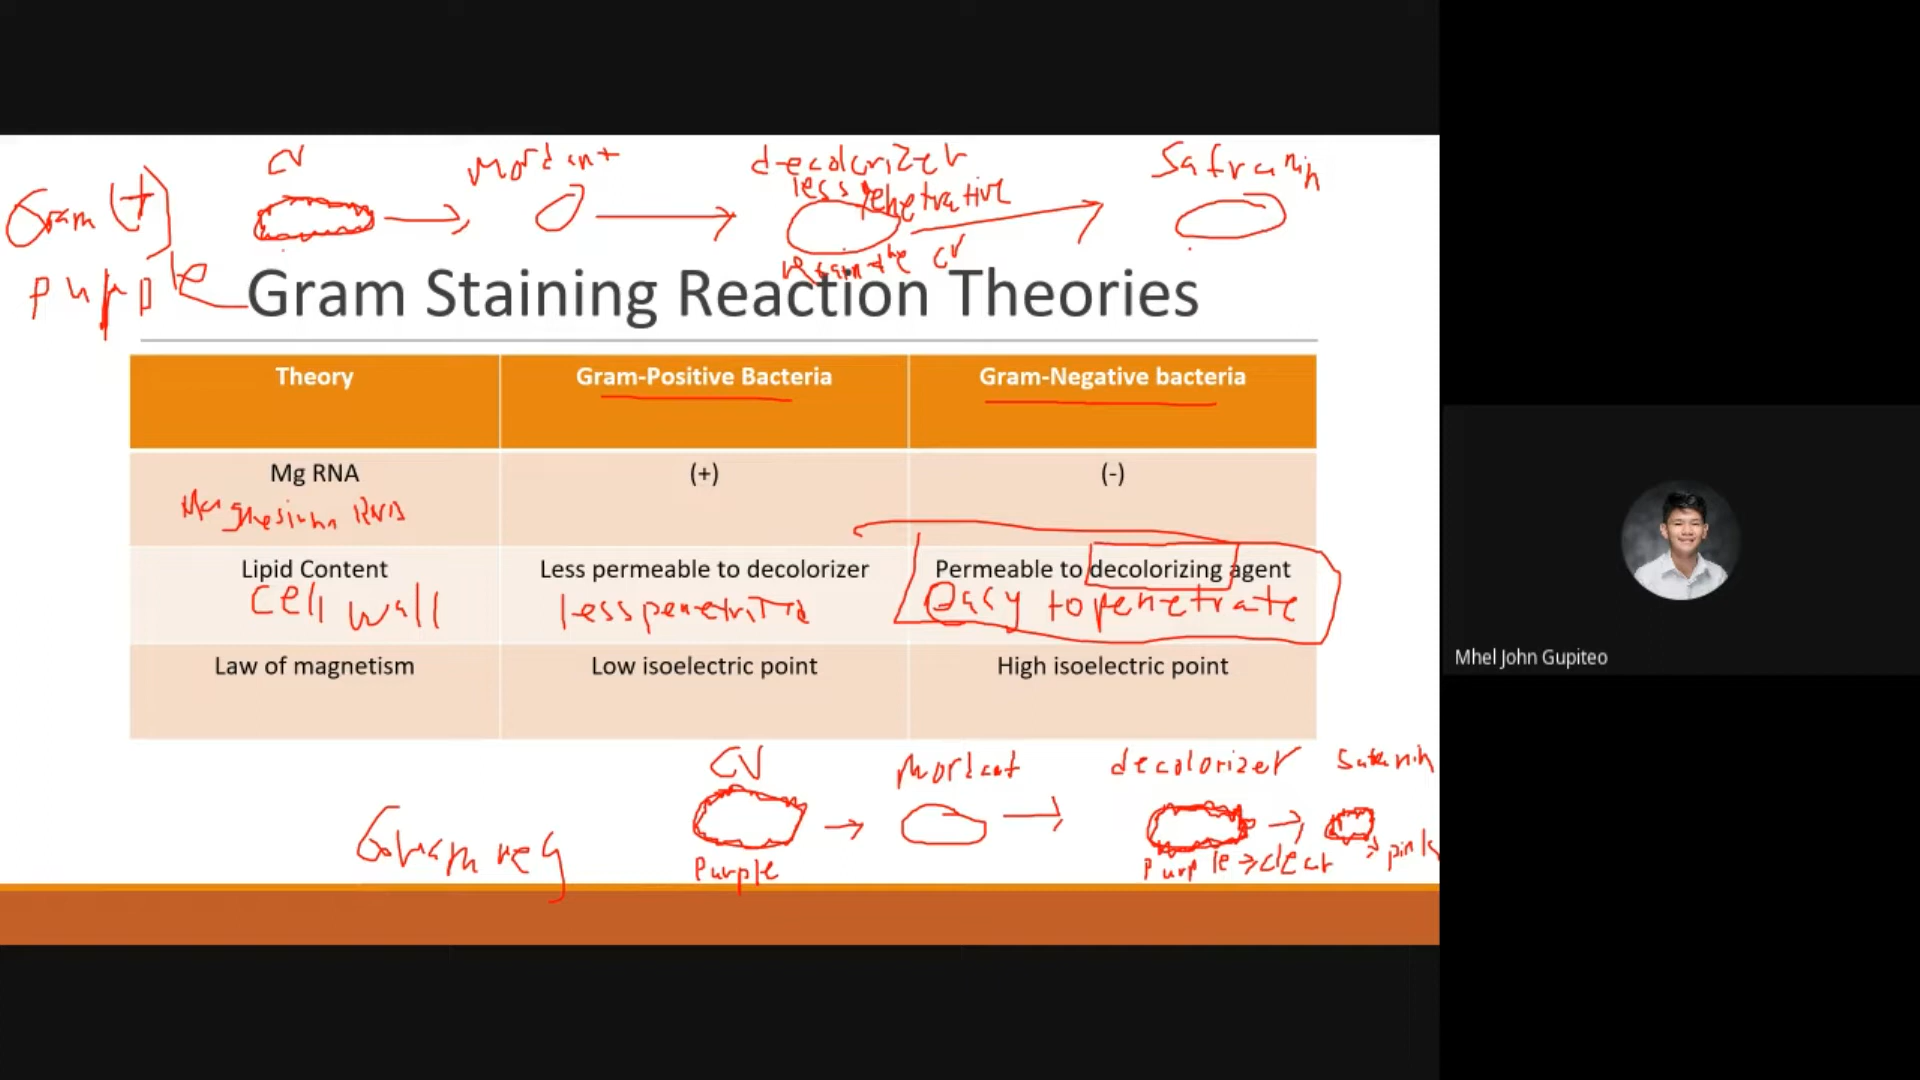 CV Mordant decolorizer Safranin
Gram (+) less penetrative
purple retain the CV
Gram Staining Reaction Theories
Theory Gram-Positive Bacteria Gram-Negative bacteria
Mg RNA (+) (-)
Magnesium RNA
Lipid Content Less permeable to decolorizer Permeable to decolorizing agent
Cell wall less Easy to penetrate
Law of magnetism Low isoelectric point High isoelectric point
CV Mordant decolorizer
Gram neg
Purple Purple → clear pink
Mhel John Gupiteo